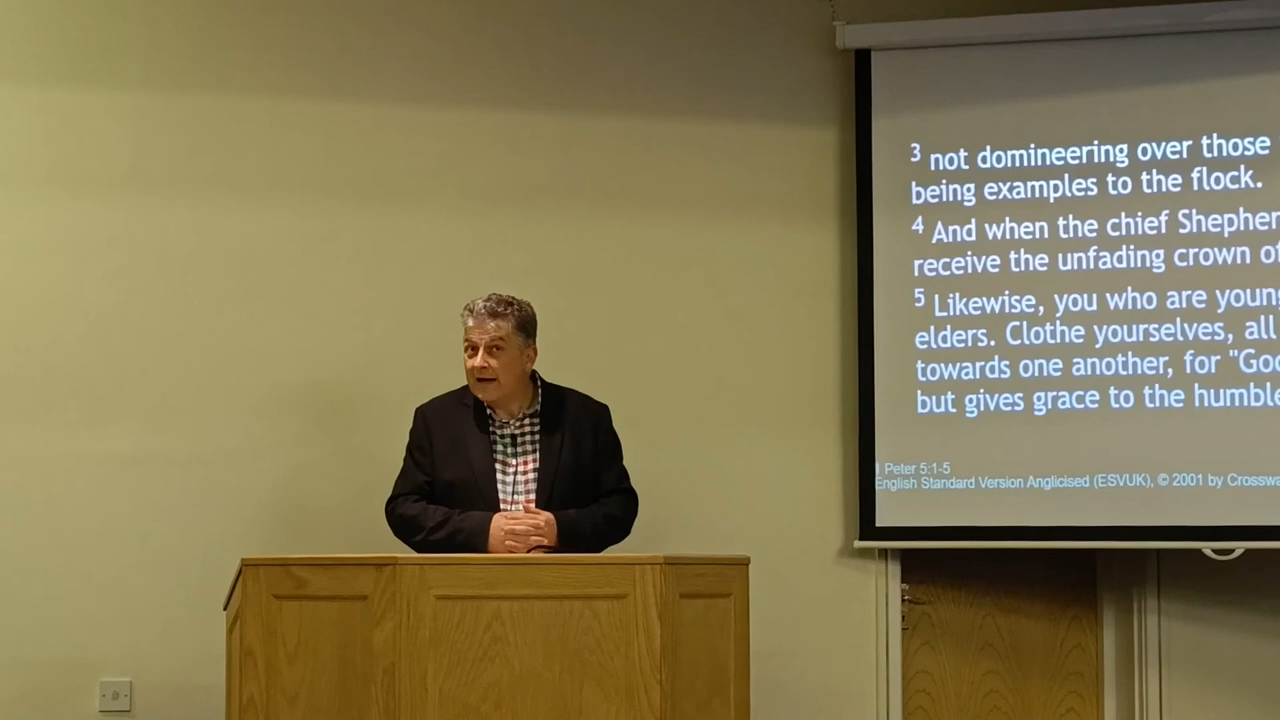 3 not domineering over those
being examples to the flock.
4 And when the chief Shepher
receive the unfading crown of
5 Likewise, you who are young
elders. Clothe yourselves, all
towards one another, for "God
but gives grace to the humble
1 Peter 5:1-5
English Standard Version Anglicised (ESVUK), © 2001 by Crosswa